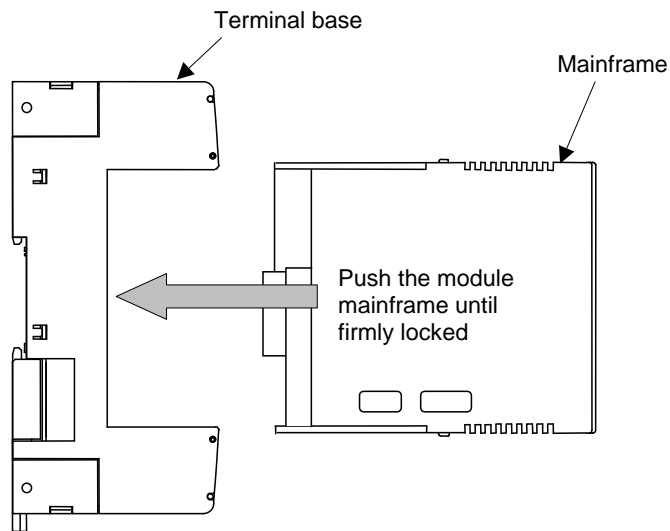 Terminal base
Mainframe
Push the module
mainframe until
firmly locked